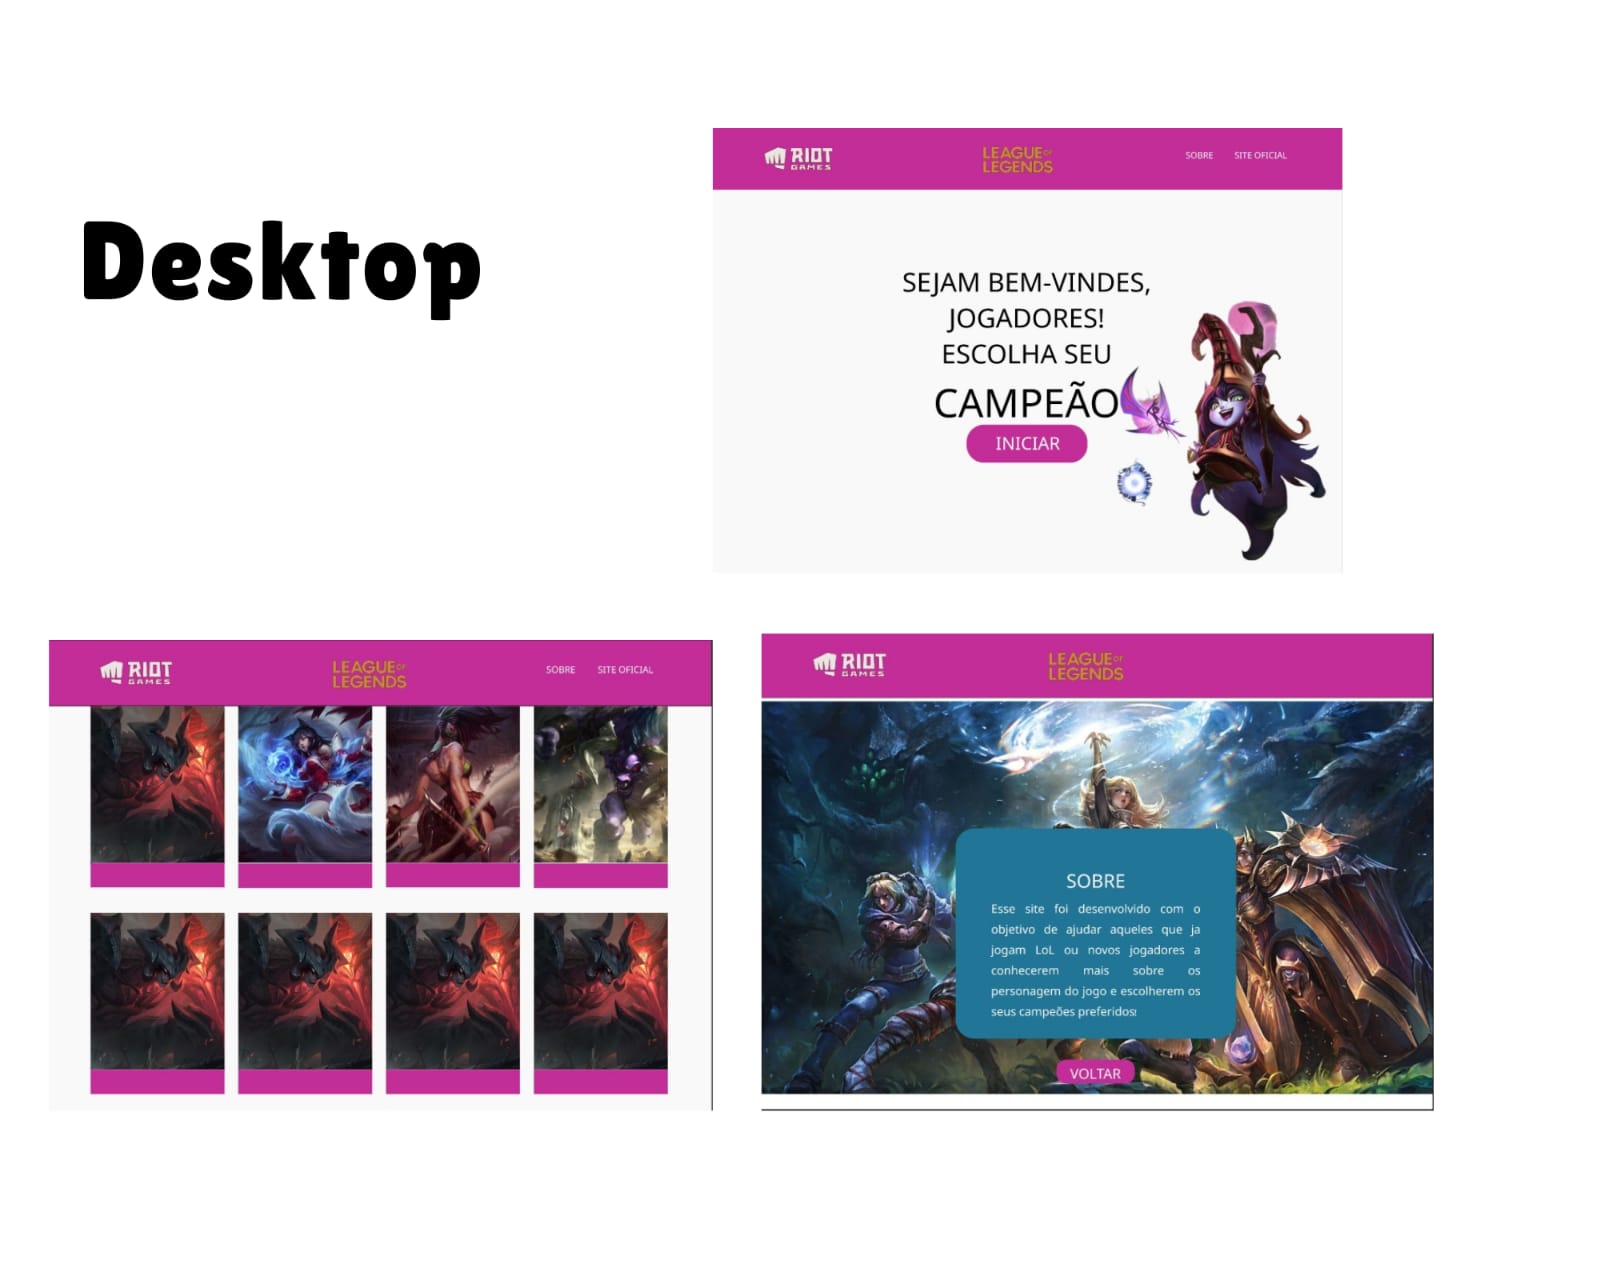 Desktop
RIOT GAMES
LEAGUE OF LEGENDS
SOBRE
SITE OFICIAL
SEJAM BEM-VINDES,
JOGADORES!
ESCOLHA SEU
CAMPEÃO
INICIAR
RIOT GAMES
LEAGUE OF LEGENDS
SOBRE
SITE OFICIAL
RIOT GAMES
LEAGUE OF LEGENDS
SOBRE
Esse site foi desenvolvido com o
objetivo de ajudar aqueles que ja
jogam LoL ou novos jogadores a
conhecerem mais sobre os
personagem do jogo e escolherem os
seus campeões preferidos!
VOLTAR